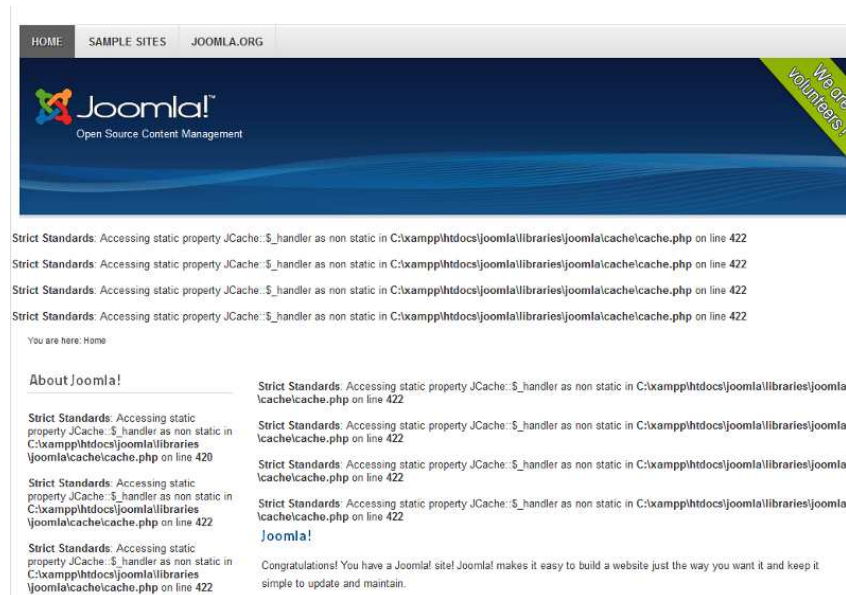 HOME SAMPLE SITES JOOMLA.ORG
We are
volunteers!
Joomla!™
Open Source Content Management
Strict Standards: Accessing static property JCache::$_handler as non static in C:\xampp\htdocs\joomla\libraries\joomla\cache\cache.php on line 422
Strict Standards: Accessing static property JCache::$_handler as non static in C:\xampp\htdocs\joomla\libraries\joomla\cache\cache.php on line 422
Strict Standards: Accessing static property JCache::$_handler as non static in C:\xampp\htdocs\joomla\libraries\joomla\cache\cache.php on line 422
Strict Standards: Accessing static property JCache::$_handler as non static in C:\xampp\htdocs\joomla\libraries\joomla\cache\cache.php on line 422
You are here: Home
About Joomla!
Strict Standards: Accessing static
property JCache::$_handler as non static in
C:\xampp\htdocs\joomla\libraries
\joomla\cache\cache.php on line 420
Strict Standards: Accessing static
property JCache::$_handler as non static in
C:\xampp\htdocs\joomla\libraries
\joomla\cache\cache.php on line 422
Strict Standards: Accessing static
property JCache::$_handler as non static in
C:\xampp\htdocs\joomla\libraries
\joomla\cache\cache.php on line 422
Strict Standards: Accessing static property JCache::$_handler as non static in C:\xampp\htdocs\joomla\libraries\joomla
\cache\cache.php on line 422
Strict Standards: Accessing static property JCache::$_handler as non static in C:\xampp\htdocs\joomla\libraries\joomla
\cache\cache.php on line 422
Strict Standards: Accessing static property JCache::$_handler as non static in C:\xampp\htdocs\joomla\libraries\joomla
\cache\cache.php on line 422
Strict Standards: Accessing static property JCache::$_handler as non static in C:\xampp\htdocs\joomla\libraries\joomla
\cache\cache.php on line 422
Joomla!
Congratulations! You have a Joomla! site! Joomla! makes it easy to build a website just the way you want it and keep it
simple to update and maintain.